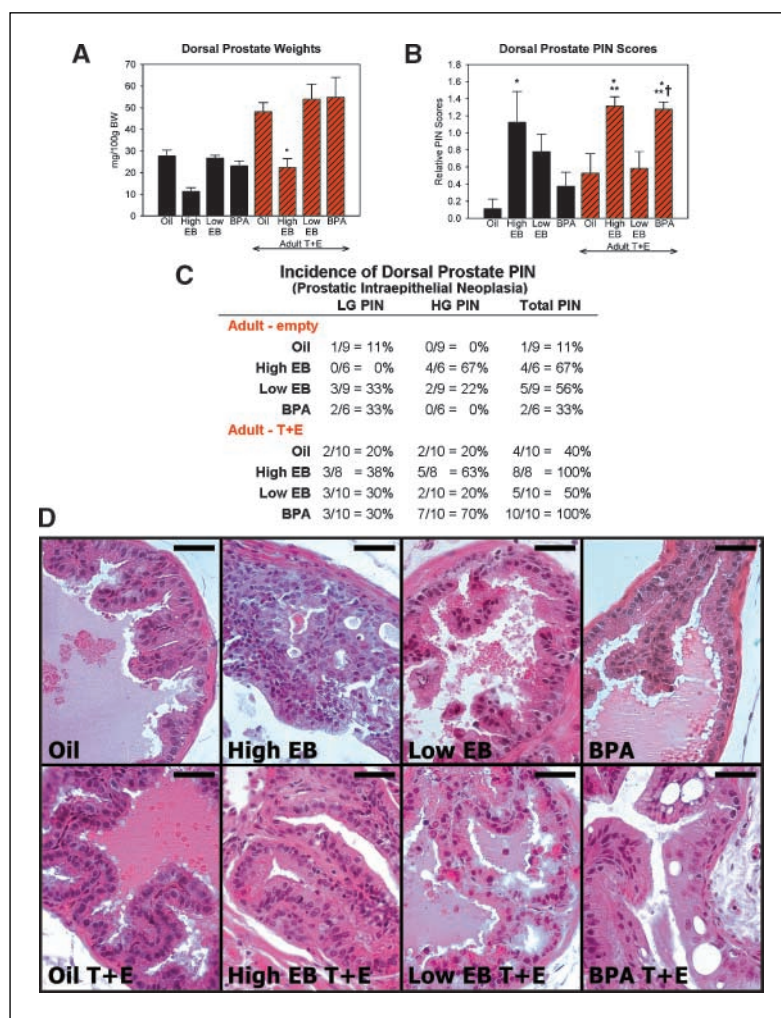 A
Dorsal Prostate Weights
mg/100g BW
70
60
50
40
30
20
10
0
*
Oil High EB Low EB BPA Oil High EB Low EB BPA
Adult T+E
B
Dorsal Prostate PIN Scores
Relative PIN Scores
1.8
1.6
1.4
1.2
1.0
0.8
0.6
0.4
0.2
0.0
* * *
** **†
Oil High EB Low EB BPA Oil High EB Low EB BPA
Adult T+E
C
Incidence of Dorsal Prostate PIN
(Prostatic Intraepithelial Neoplasia)
LG PIN HG PIN Total PIN
Adult - empty
Oil 1/9 = 11% 0/9 = 0% 1/9 = 11%
High EB 0/6 = 0% 4/6 = 67% 4/6 = 67%
Low EB 3/9 = 33% 2/9 = 22% 5/9 = 56%
BPA 2/6 = 33% 0/6 = 0% 2/6 = 33%
Adult - T+E
Oil 2/10 = 20% 2/10 = 20% 4/10 = 40%
High EB 3/8 = 38% 5/8 = 63% 8/8 = 100%
Low EB 3/10 = 30% 2/10 = 20% 5/10 = 50%
BPA 3/10 = 30% 7/10 = 70% 10/10 = 100%
D
Oil High EB Low EB BPA
Oil T+E High EB T+E Low EB T+E BPA T+E